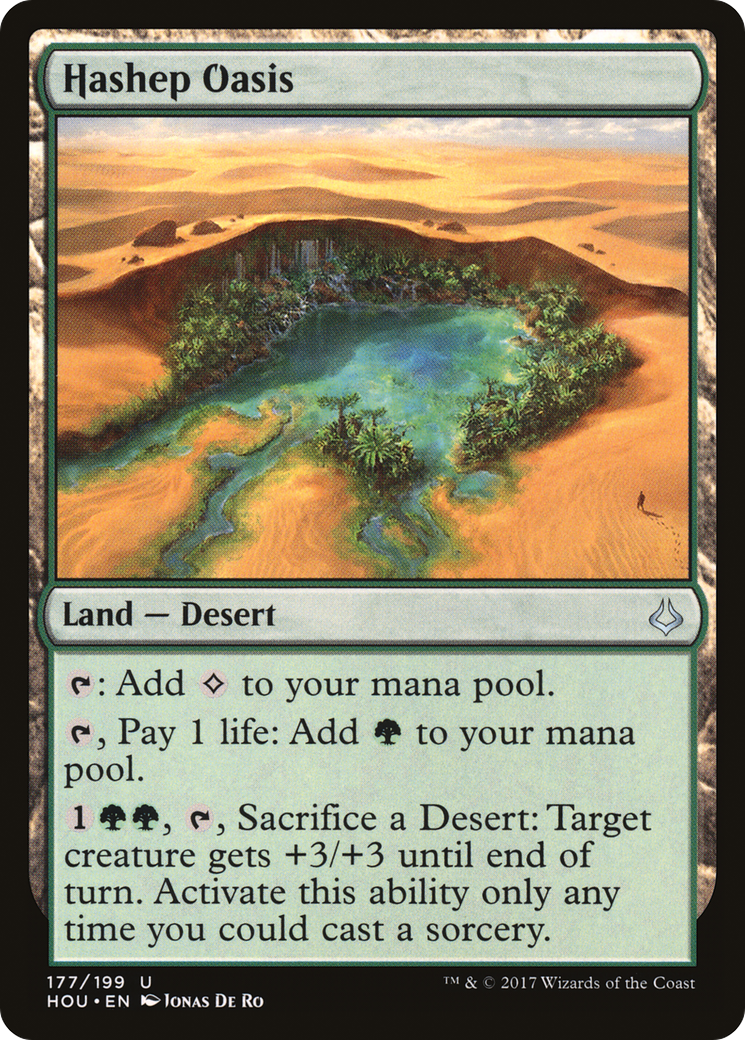 Hashep Oasis
Land — Desert
: Add to your mana pool.
, Pay 1 life: Add to your mana
pool.
1 , , Sacrifice a Desert: Target
creature gets +3/+3 until end of
turn. Activate this ability only any
time you could cast a sorcery.
177/199 U
™ & © 2017 Wizards of the Coast
HOU • EN Jonas De Ro